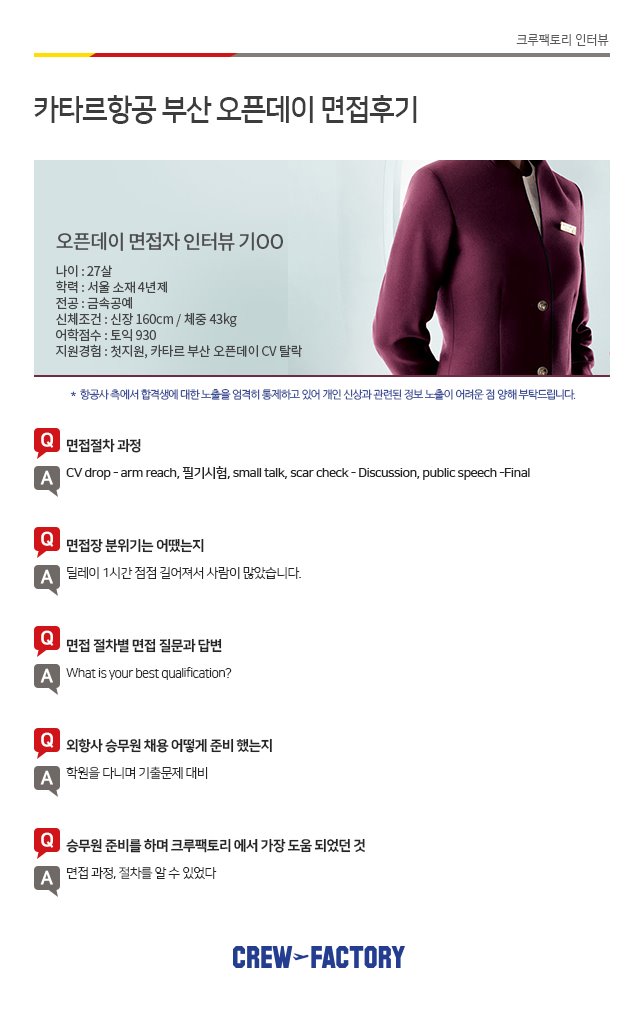 크루팩토리 인터뷰
카타르항공 부산 오픈데이 면접후기
오픈데이 면접자 인터뷰 기OO
나이 : 27살
학력 : 서울 소재 4년제
전공 : 금속공예
신체조건 : 신장 160cm / 체중 43kg
어학점수 : 토익 930
지원경험 : 첫지원, 카타르 부산 오픈데이 CV 탈락
* 항공사 측에서 합격생에 대한 노출을 엄격히 통제하고 있어 개인 신상과 관련된 정보 노출이 어려운 점 양해 부탁드립니다.
Q 면접절차 과정
A CV drop - arm reach, 필기시험, small talk, scar check - Discussion, public speech -Final
Q 면접장 분위기는 어땠는지
A 딜레이 1시간 점점 길어져서 사람이 많았습니다.
Q 면접 절차별 면접 질문과 답변
A What is your best qualification?
Q 외항사 승무원 채용 어떻게 준비 했는지
A 학원을 다니며 기출문제 대비
Q 승무원 준비를 하며 크루팩토리 에서 가장 도움 되었던 것
A 면접 과정, 절차를 알 수 있었다
CREW FACTORY